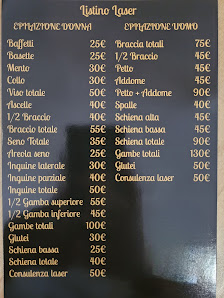 Listino Laser
EPILAZIONE DONNA
Baffetti 25€
Basette 25€
Mento 30€
Collo 30€
Viso totale 50€
Ascelle 40€
1/2 Braccio 40€
Braccio totale 55€
Seno Totale 35€
Areola seno 25€
Inguine laterale 30€
Inguine parziale 40€
Inguine totale 50€
1/2 Gamba superiore 55€
1/2 Gamba inferiore 45€
Gambe totali 100€
Glutei 30€
Schiena bassa 25€
Schiena totale 40€
Consulenza laser 50€
EPILAZIONE UOMO
Braccia totali 75€
1/2 Braccio 45€
Petto 45€
Addome 45€
Petto + Addome 90€
Spalle 40€
Schiena alta 45€
Schiena bassa 45€
Schiena totale 90€
Gambe totali 130€
Glutei 50€
Consulenza laser 50€